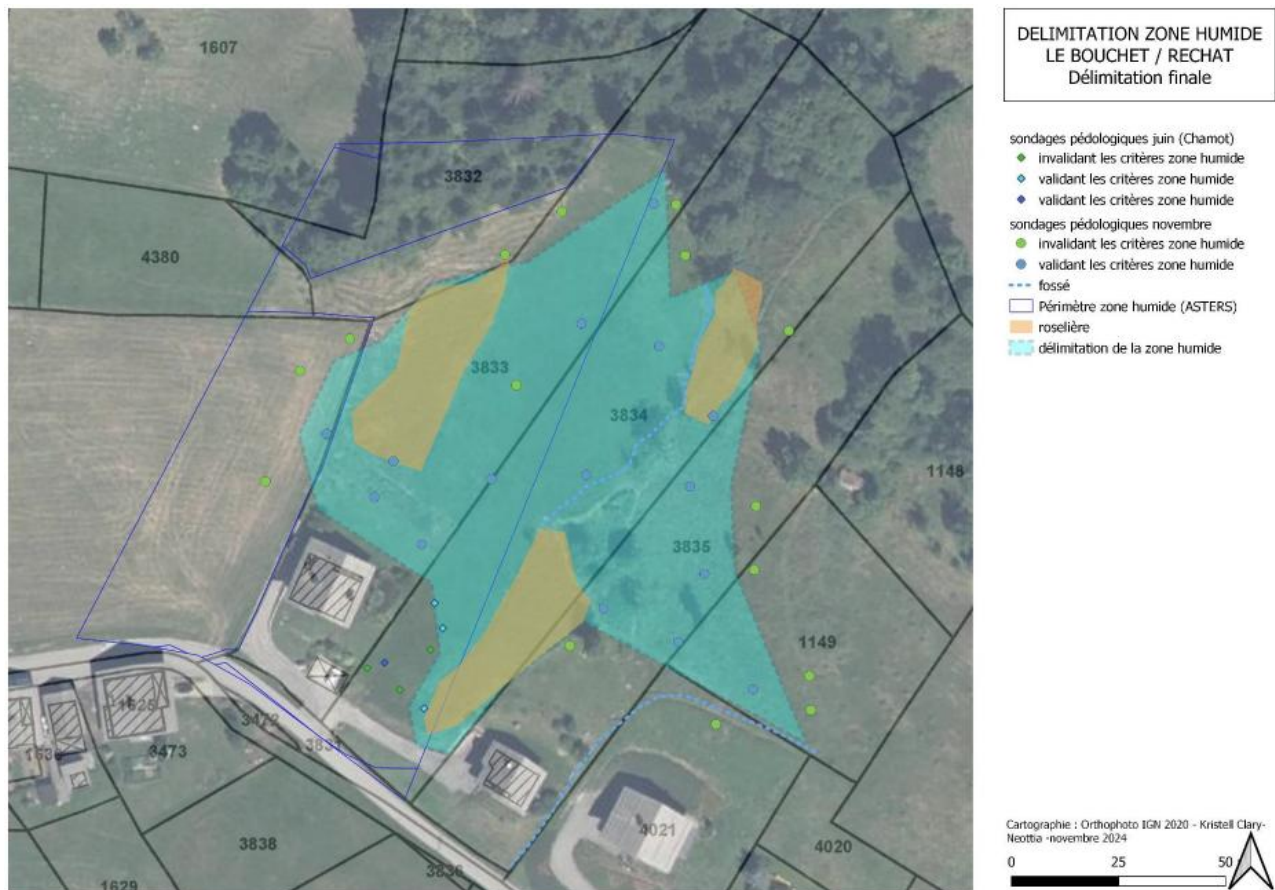 DELIMITATION ZONE HUMIDE
LE BOUCHET / RECHAT
Délimitation finale
sondages pédologiques juin (Chamot)
invalidant les critères zone humide
validant les critères zone humide
validant les critères zone humide
sondages pédologiques novembre
invalidant les critères zone humide
validant les critères zone humide
fossé
Périmètre zone humide (ASTERS)
roselière
délimitation de la zone humide
1607
3832
4380
3833
3834
1148
3835
1149
1625
3472
1630
3473
3831
3838
4021
4020
3836
1629
Cartographie : Orthophoto IGN 2020 - Kristell Clary-
Neottia -novembre 2024
0 25 50